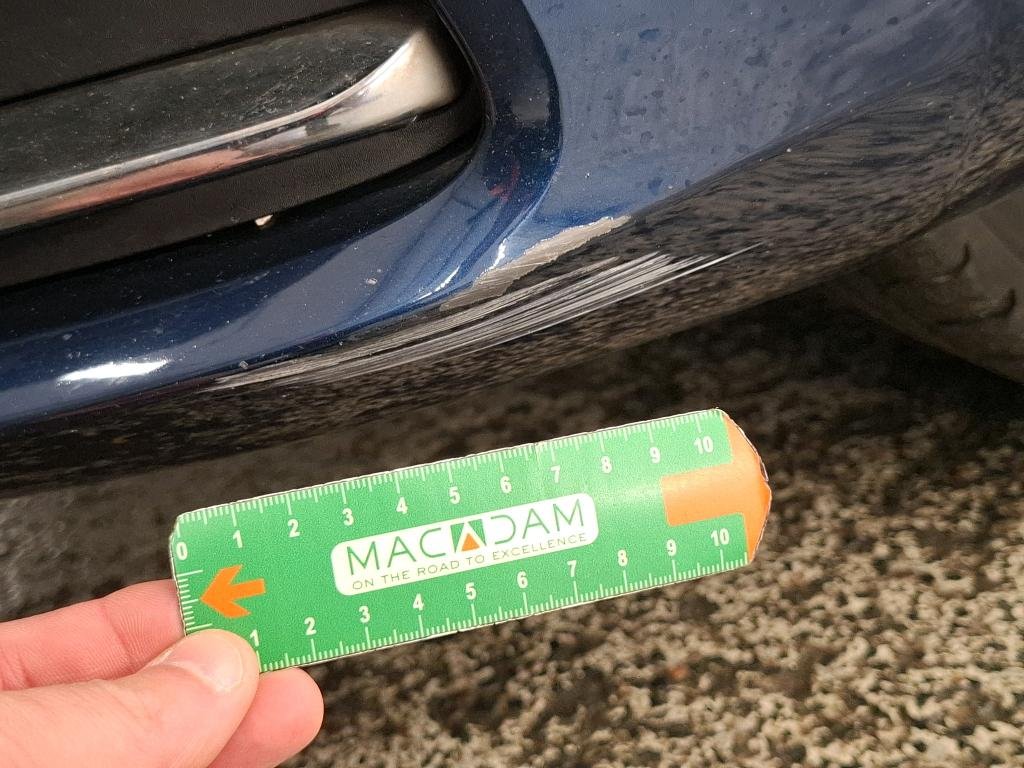 1 2 3 4 5 6 7 8 9 10
0
MACADAM
ON THE ROAD TO EXCELLENCE
1 2 3 4 5 6 7 8 9 10